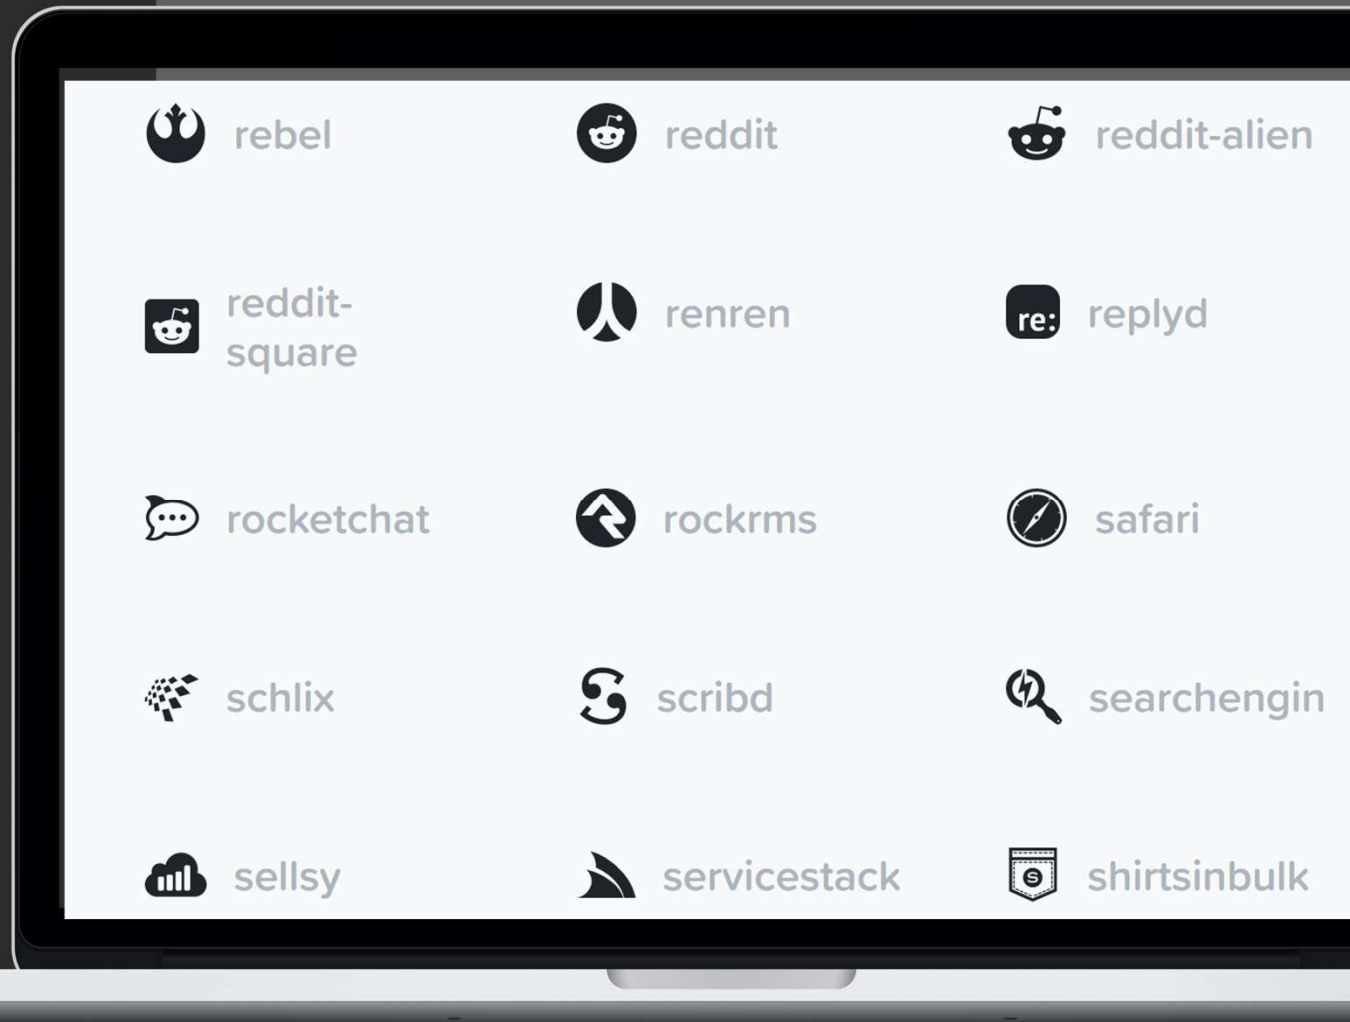 rebel
reddit
reddit-alien
reddit-
square
renren
re:
replyd
rocketchat
rockrms
safari
schlix
scribd
searchengin
sellsy
servicestack
S
shirtsinbulk